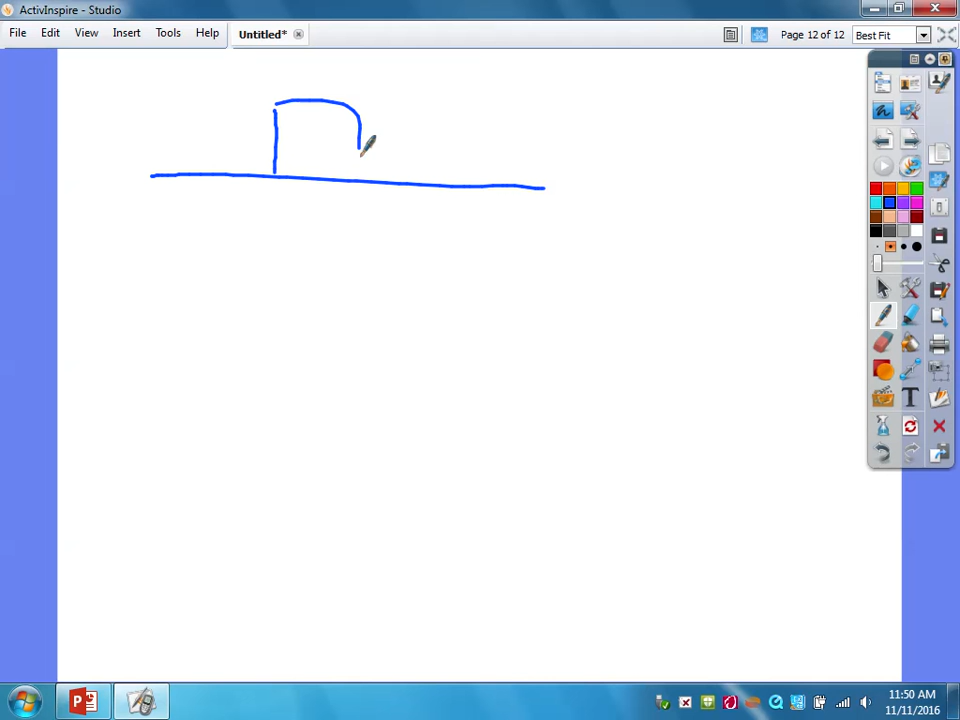 ActivInspire - Studio
File Edit View Insert Tools Help Untitled* Page 12 of 12 Best Fit
T
11:50 AM
11/11/2016